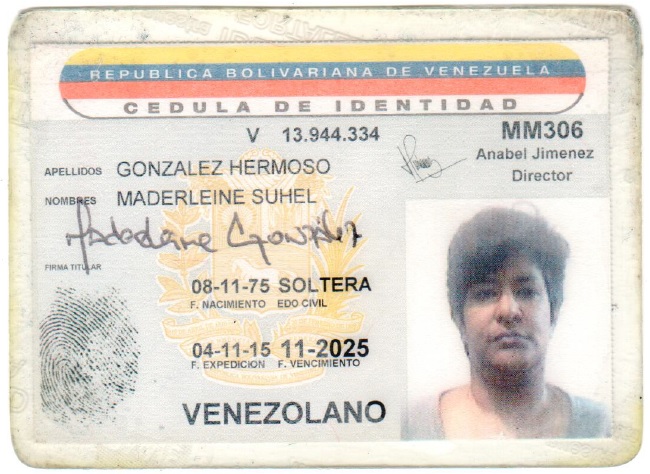 REPUBLICA BOLIVARIANA DE VENEZUELA
CEDULA DE IDENTIDAD
V 13.944.334
MM306
Anabel Jimenez
Director
APELLIDOS GONZALEZ HERMOSO
NOMBRES MADERLEINE SUHEL
Maderleine González
FIRMA TITULAR
08-11-75 SOLTERA
F. NACIMIENTO EDO CIVIL
04-11-15 11-2025
F. EXPEDICION F. VENCIMIENTO
VENEZOLANO